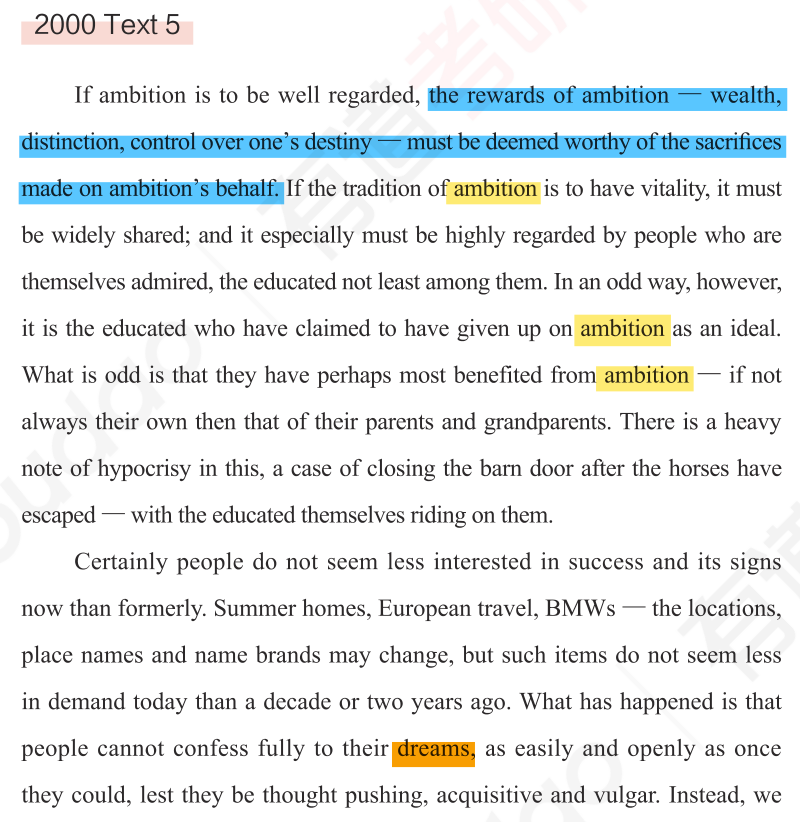 2000 Text 5
If ambition is to be well regarded, the rewards of ambition — wealth,
distinction, control over one’s destiny — must be deemed worthy of the sacrifices
made on ambition’s behalf. If the tradition of ambition is to have vitality, it must
be widely shared; and it especially must be highly regarded by people who are
themselves admired, the educated not least among them. In an odd way, however,
it is the educated who have claimed to have given up on ambition as an ideal.
What is odd is that they have perhaps most benefited from ambition — if not
always their own then that of their parents and grandparents. There is a heavy
note of hypocrisy in this, a case of closing the barn door after the horses have
escaped — with the educated themselves riding on them.
Certainly people do not seem less interested in success and its signs
now than formerly. Summer homes, European travel, BMWs — the locations,
place names and name brands may change, but such items do not seem less
in demand today than a decade or two years ago. What has happened is that
people cannot confess fully to their dreams, as easily and openly as once
they could, lest they be thought pushing, acquisitive and vulgar. Instead, we